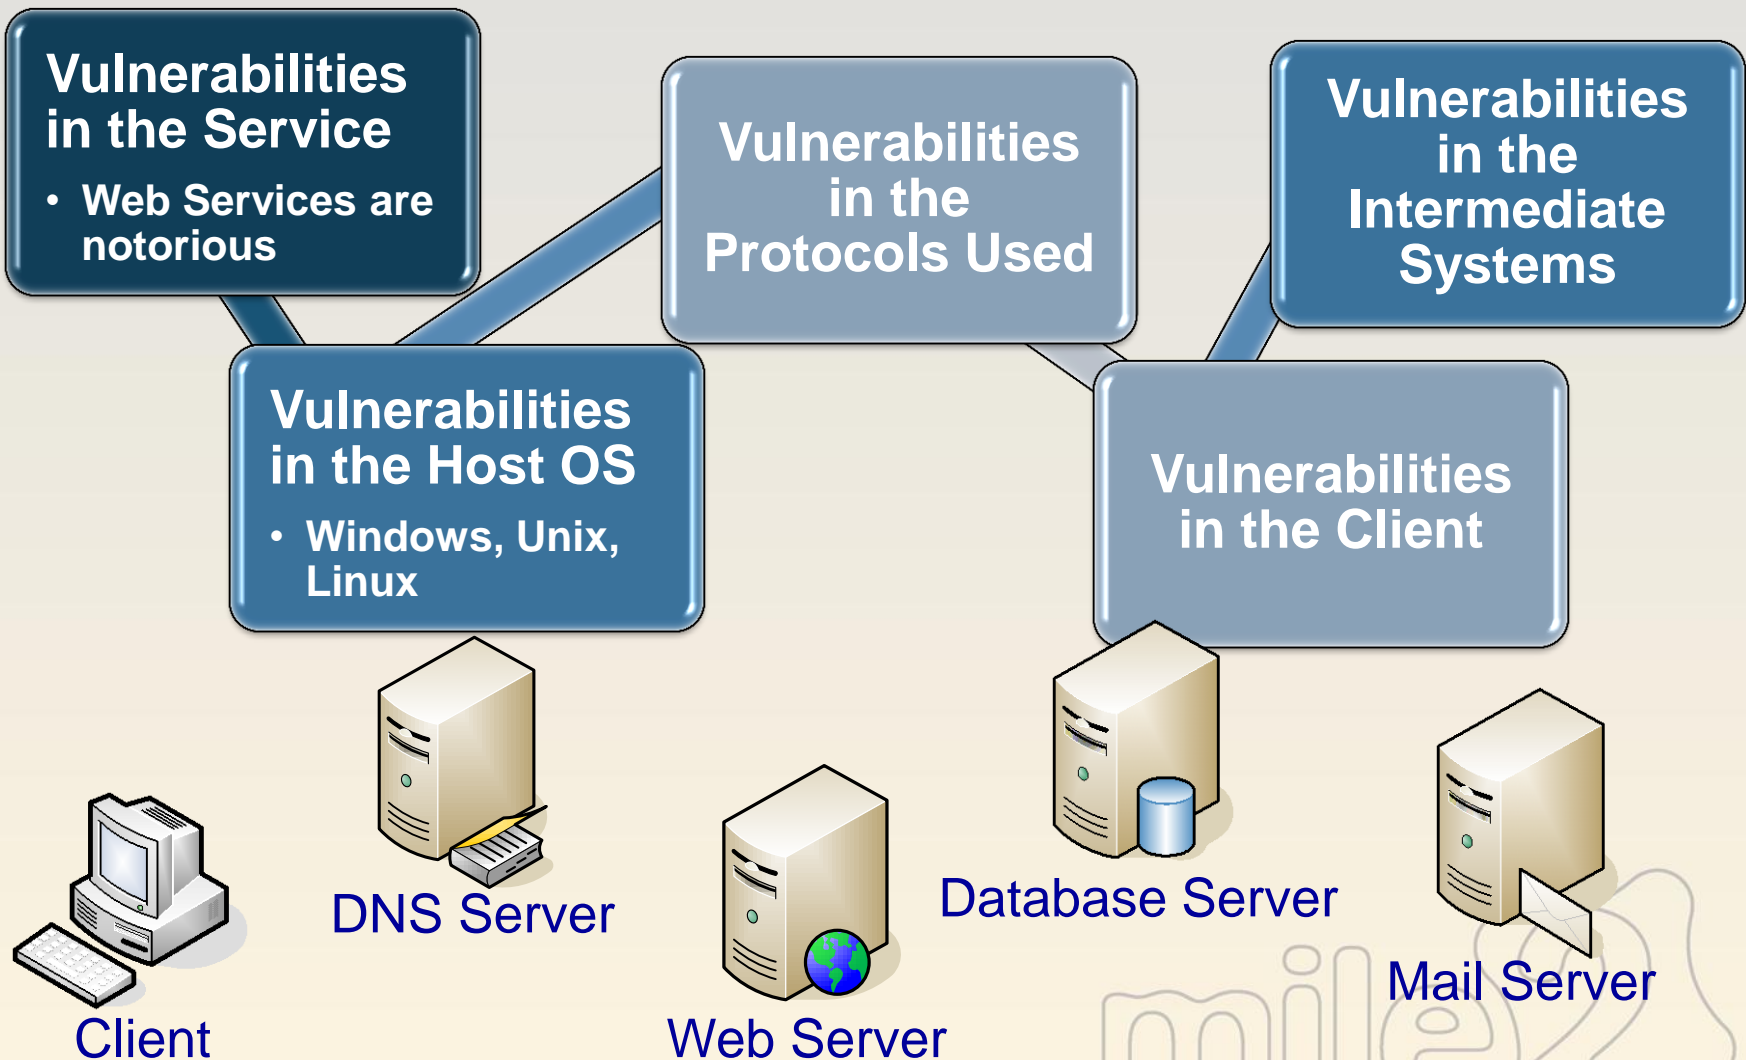 Vulnerabilities
in the Service
• Web Services are
notorious
Vulnerabilities
in the Host OS
• Windows, Unix,
Linux
Vulnerabilities
in the
Protocols Used
Vulnerabilities
in the Client
Vulnerabilities
in the
Intermediate
Systems
Client
DNS Server
Web Server
Database Server
Mail Server
mile2